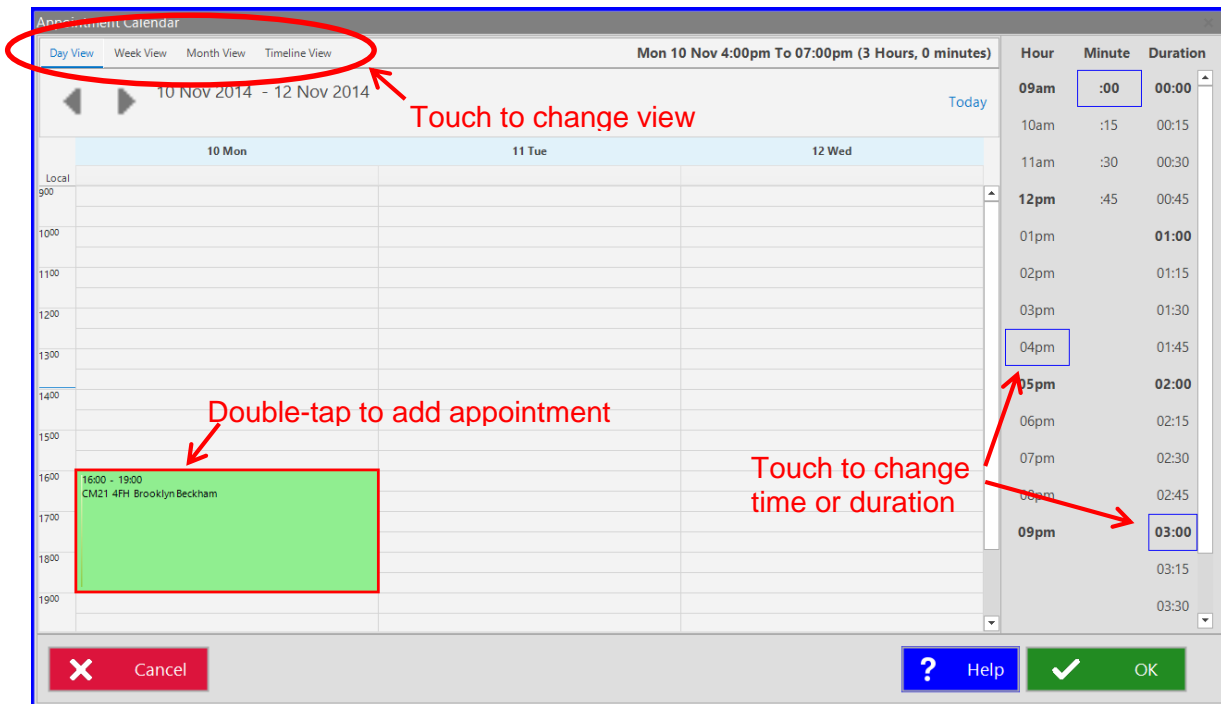 Appointment Calendar
Day View Week View Month View Timeline View
Mon 10 Nov 4:00pm To 07:00pm (3 Hours, 0 minutes)
10 Nov 2014 - 12 Nov 2014
Today
Touch to change view
10 Mon 11 Tue 12 Wed
Local
900
1000
1100
1200
1300
1400
1500
1600
1700
1800
1900
Double-tap to add appointment
16:00 - 19:00
CM21 4FH Brooklyn Beckham
Hour Minute Duration
09am :00 00:00
10am :15 00:15
11am :30 00:30
12pm :45 00:45
01pm 01:00
02pm 01:15
03pm 01:30
04pm 01:45
05pm 02:00
06pm 02:15
07pm 02:30
08pm 02:45
09pm 03:00
03:15
03:30
Touch to change
time or duration
Cancel
? Help
OK